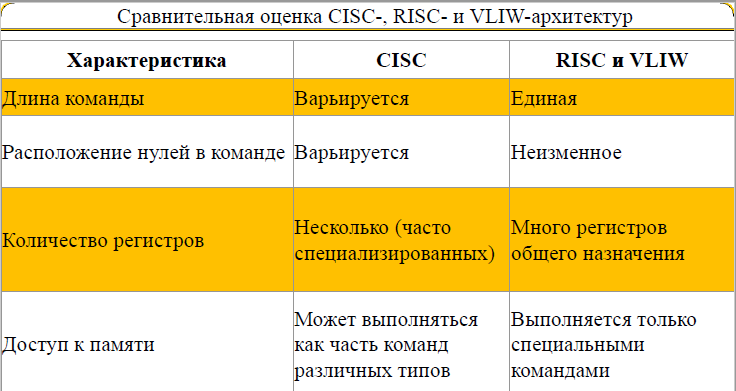 Сравнительная оценка CISC-, RISC- и VLIW-архитектур
Характеристика CISC RISC и VLIW
Длина команды Варьируется Единая
Расположение нулей в команде Варьируется Неизменное
Количество регистров
Несколько (часто
специализированных)
Много регистров
общего назначения
Доступ к памяти
Может выполняться
как часть команд
различных типов
Выполняется только
специальными
командами